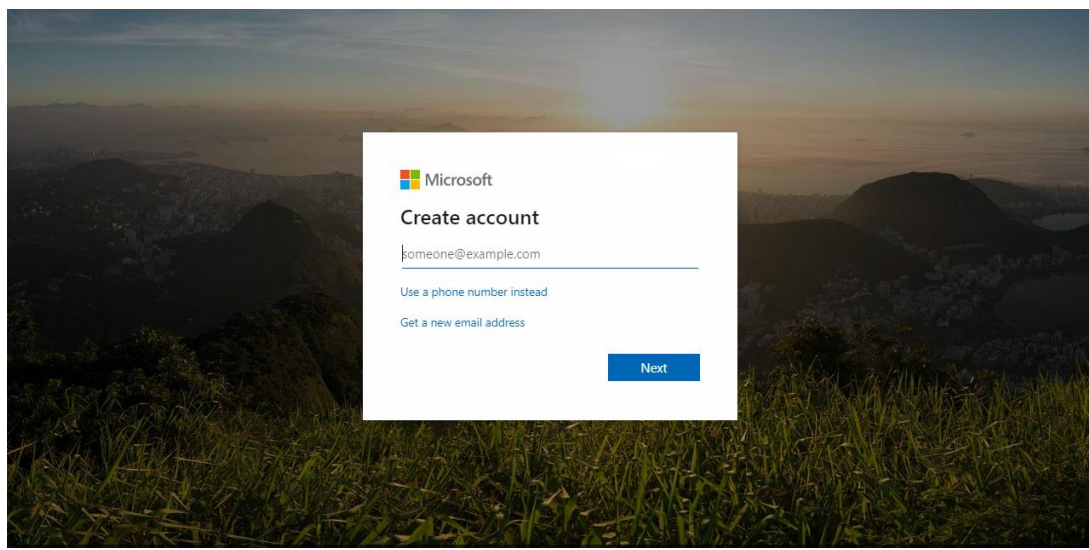 Microsoft
Create account
someone@example.com
Use a phone number instead
Get a new email address
Next